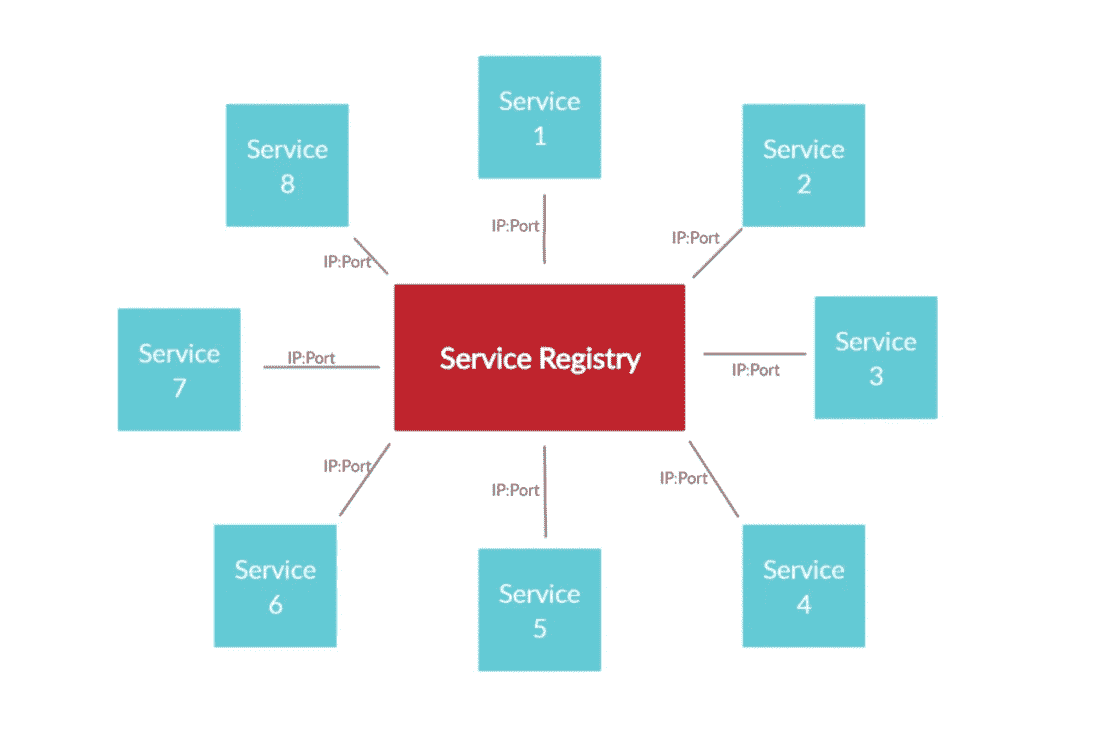 Service
1
Service
8
Service
2
IP:Port
IP:Port
IP:Port
Service
7
IP:Port
Service Registry
Service
3
IP:Port
IP:Port
IP:Port
IP:Port
Service
6
Service
5
Service
4